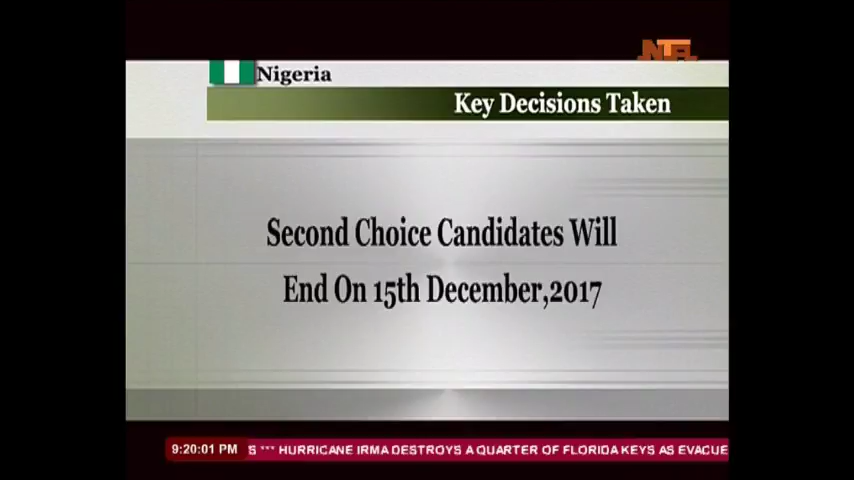 NTA
Nigeria
Key Decisions Taken
Second Choice Candidates Will
End On 15th December,2017
9:20:01 PM S *** HURRICANE IRMA DESTROYS A QUARTER OF FLORIDA KEYS AS EVACUE